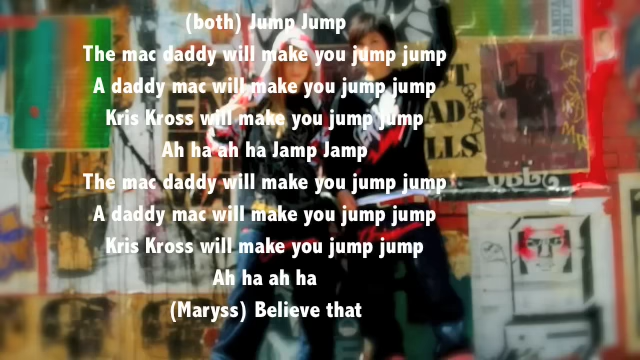 (both) Jump Jump
The mac daddy will make you jump jump
A daddy mac will make you jump jump
Kris Kross will make you jump jump
Ah ha ah ha Jamp Jamp
The mac daddy will make you jump jump
A daddy mac will make you jump jump
Kris Kross will make you jump jump
Ah ha ah ha
(Maryss) Believe that